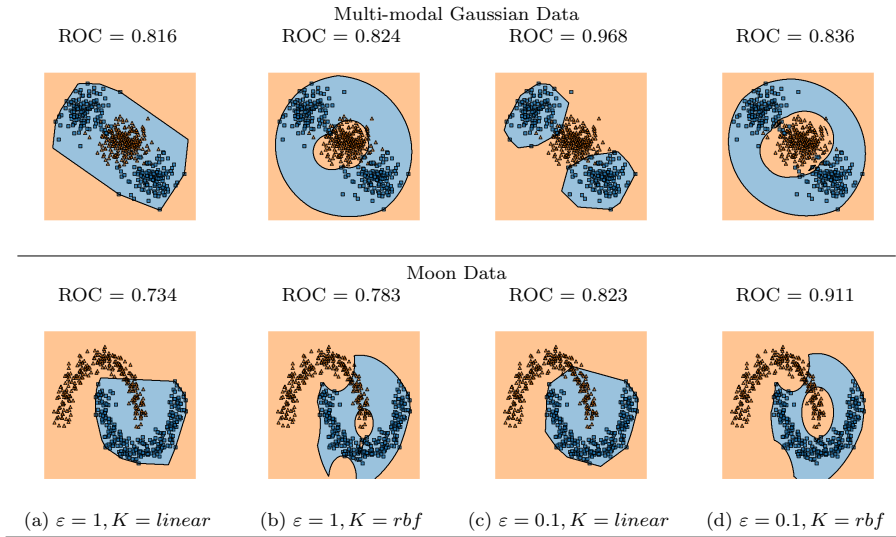 Multi-modal Gaussian Data
ROC = 0.816 ROC = 0.824 ROC = 0.968 ROC = 0.836
Moon Data
ROC = 0.734 ROC = 0.783 ROC = 0.823 ROC = 0.911
(a) ε = 1, K = linear (b) ε = 1, K = rbf (c) ε = 0.1, K = linear (d) ε = 0.1, K = rbf